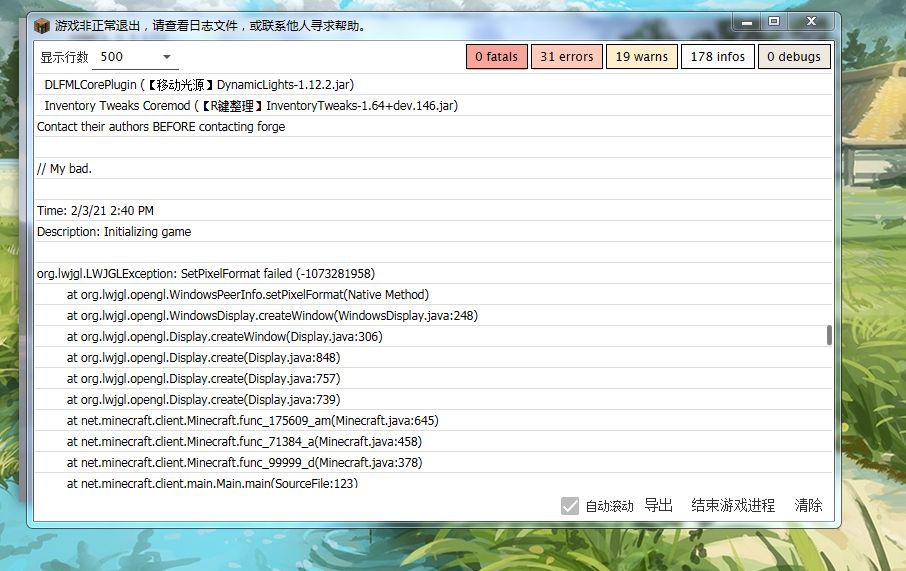 游戏非正常退出，请查看日志文件，或联系他人寻求帮助。
显示行数 500 0 fatals 31 errors 19 warns 178 infos 0 debugs
DLFMLCorePlugin (【移动光源】DynamicLights-1.12.2.jar)
Inventory Tweaks Coremod (【R键整理】InventoryTweaks-1.64+dev.146.jar)
Contact their authors BEFORE contacting forge
// My bad.
Time: 2/3/21 2:40 PM
Description: Initializing game
org.lwjgl.LWJGLException: SetPixelFormat failed (-1073281958)
at org.lwjgl.opengl.WindowsPeerInfo.setPixelFormat(Native Method)
at org.lwjgl.opengl.WindowsDisplay.createWindow(WindowsDisplay.java:248)
at org.lwjgl.opengl.Display.createWindow(Display.java:306)
at org.lwjgl.opengl.Display.create(Display.java:848)
at org.lwjgl.opengl.Display.create(Display.java:757)
at org.lwjgl.opengl.Display.create(Display.java:739)
at net.minecraft.client.Minecraft.func_175609_am(Minecraft.java:645)
at net.minecraft.client.Minecraft.func_71384_a(Minecraft.java:458)
at net.minecraft.client.Minecraft.func_99999_d(Minecraft.java:378)
at net.minecraft.client.main.Main.main(SourceFile:123)
自动滚动 导出 结束游戏进程 清除